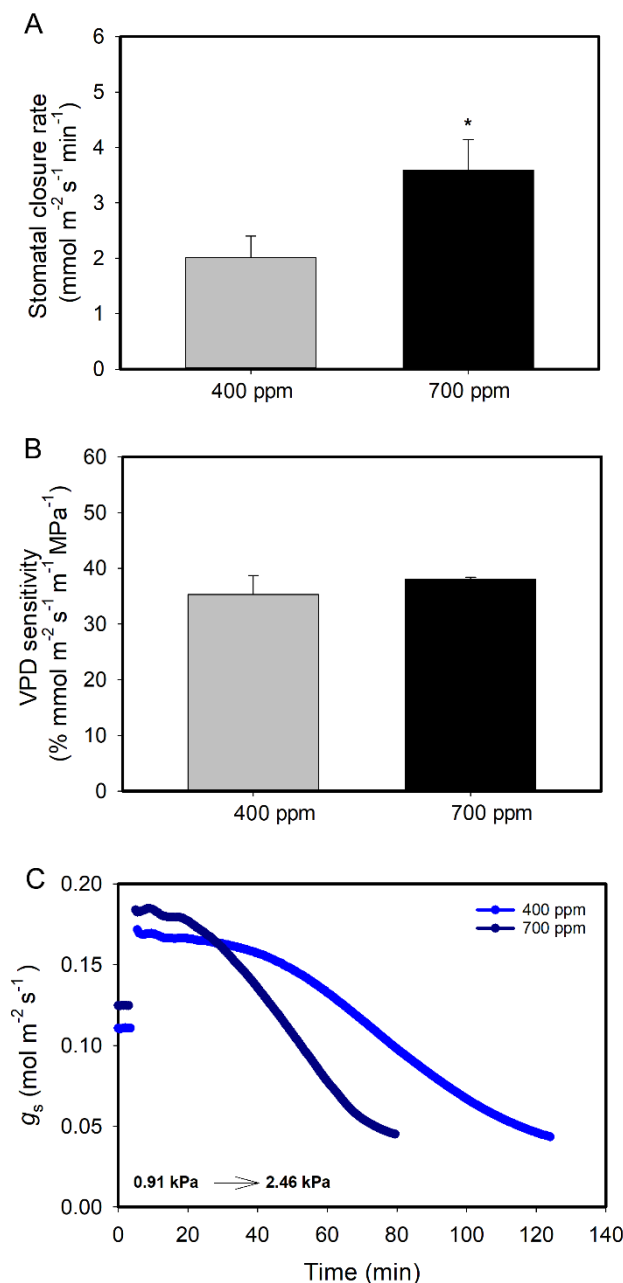 A
Stomatal closure rate
(mmol m⁻² s⁻¹ min⁻¹)
6
5
4
3
2
1
0
*
400 ppm 700 ppm
B
VPD sensitivity
(% mmol m⁻² s⁻¹ m⁻¹ MPa⁻¹)
60
50
40
30
20
10
0
400 ppm 700 ppm
C
gs (mol m⁻² s⁻¹)
0.20
0.15
0.10
0.05
0.00
400 ppm
700 ppm
0.91 kPa 2.46 kPa
0 20 40 60 80 100 120 140
Time (min)